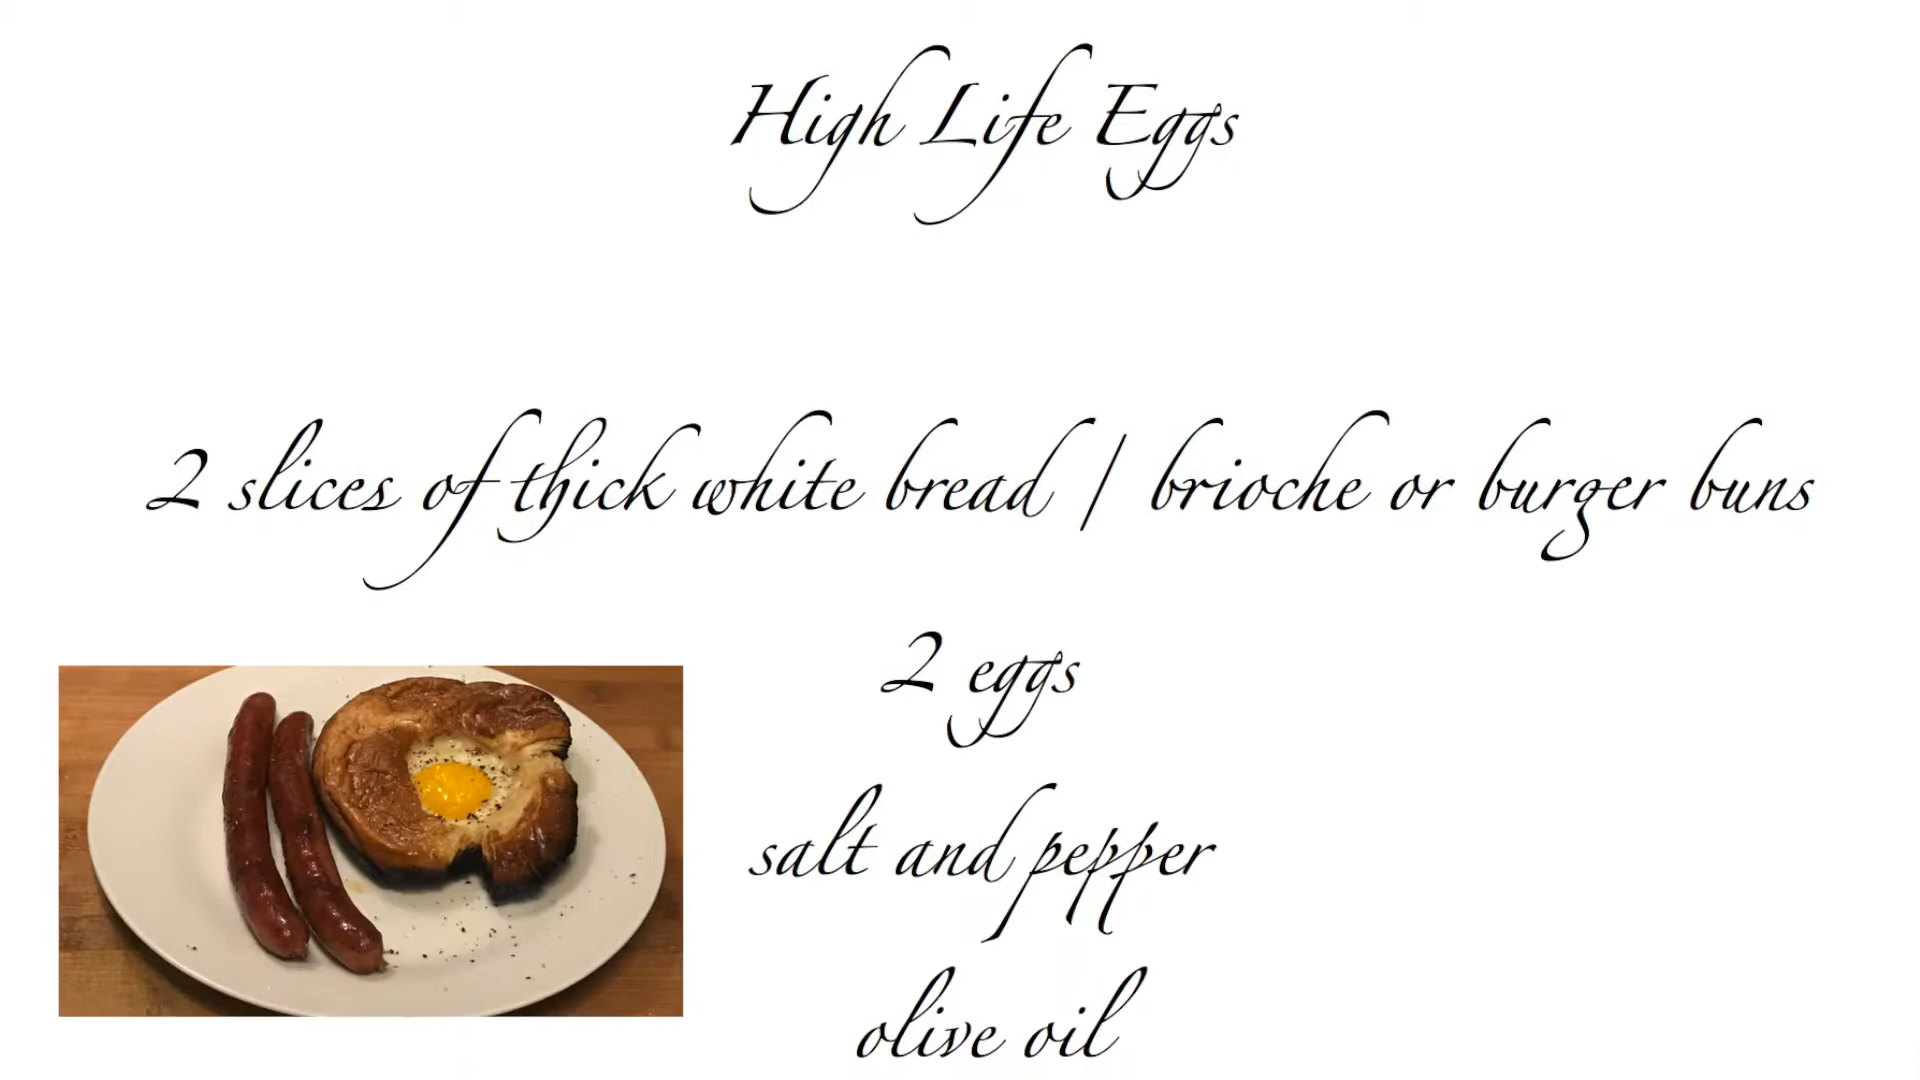 High Life Eggs
2 slices of thick white bread / brioche or burger buns
2 eggs
salt and pepper
olive oil